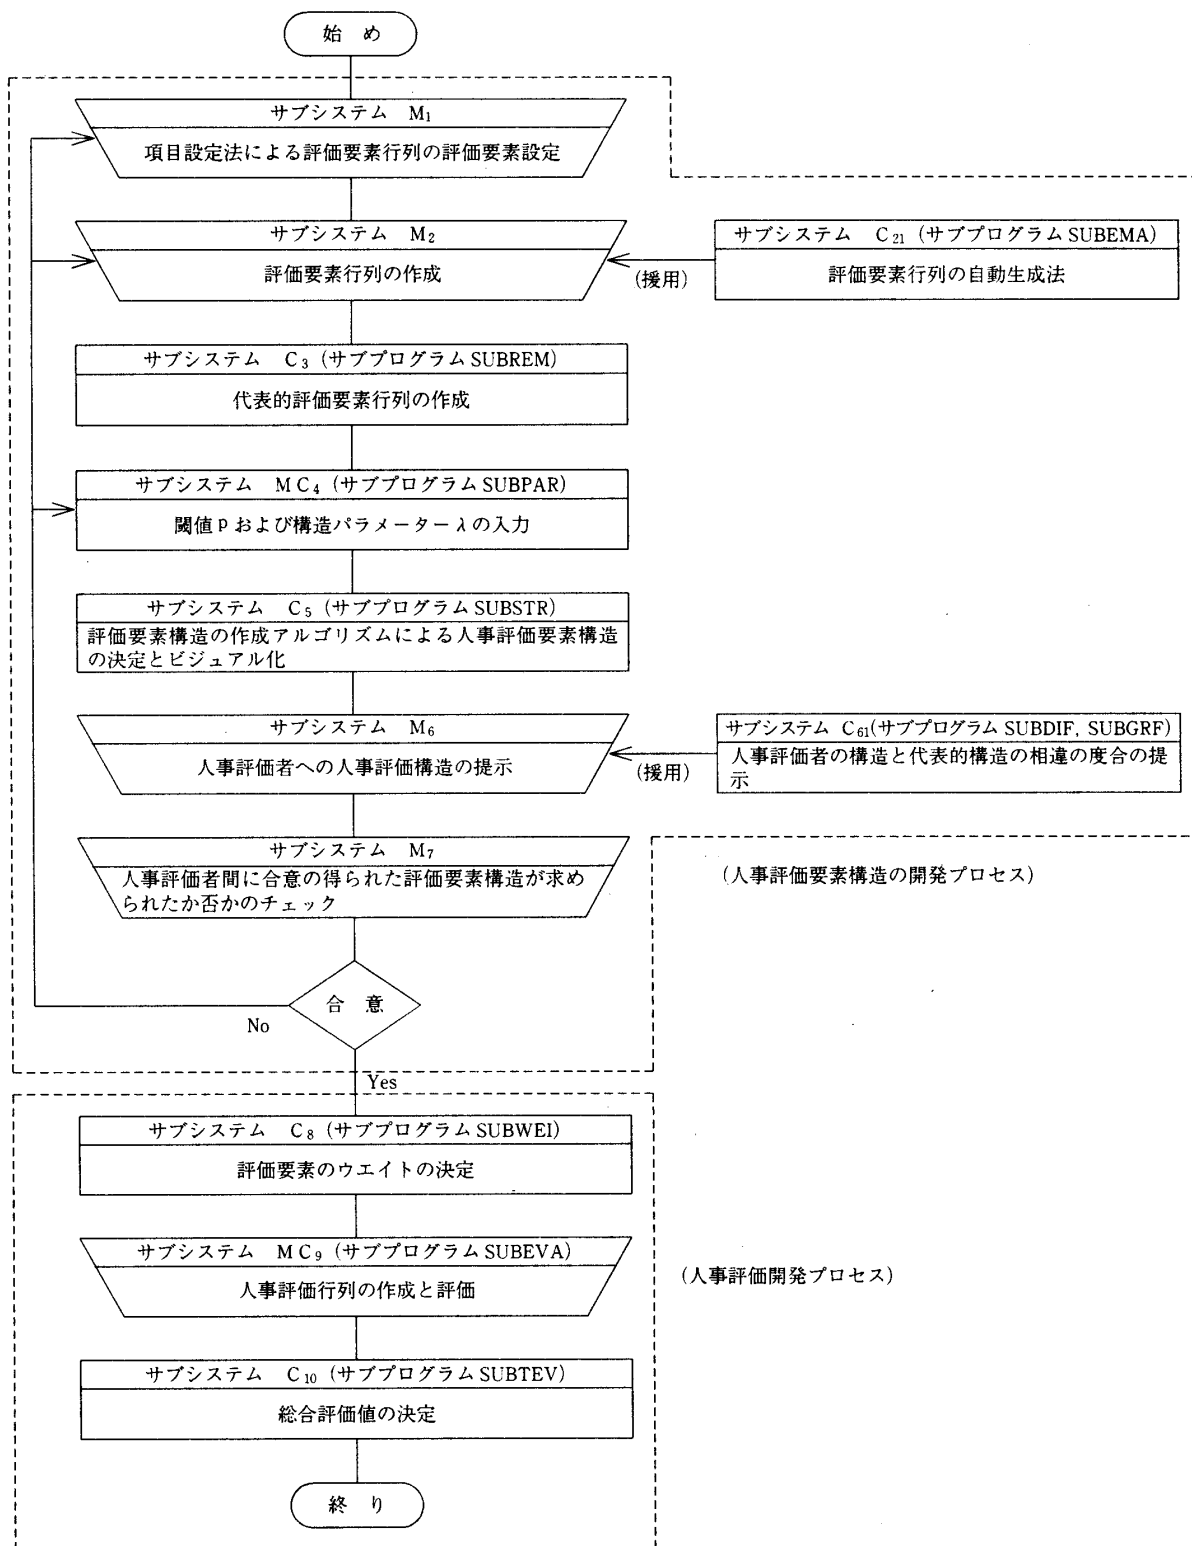 始 め
サブシステム M₁
項目設定法による評価要素行列の評価要素設定
サブシステム M₂
評価要素行列の作成
(援用)
サブシステム C₂₁ (サブプログラム SUBEMA)
評価要素行列の自動生成法
サブシステム C₃ (サブプログラム SUBREM)
代表的評価要素行列の作成
サブシステム MC₄ (サブプログラム SUBPAR)
閾値 p および構造パラメーター λ の入力
サブシステム C₅ (サブプログラム SUBSTR)
評価要素構造の作成アルゴリズムによる人事評価要素構造
の決定とビジュアル化
サブシステム M₆
人事評価者への人事評価構造の提示
(援用)
サブシステム C₆₁(サブプログラム SUBDIF, SUBGRF)
人事評価者の構造と代表的構造の相違の度合の提
示
サブシステム M₇
人事評価者間に合意の得られた評価要素構造が求め
られたか否かのチェック
(人事評価要素構造の開発プロセス)
合 意
No
Yes
サブシステム C₈ (サブプログラム SUBWEI)
評価要素のウエイトの決定
サブシステム MC₉ (サブプログラム SUBEVA)
人事評価行列の作成と評価
(人事評価開発プロセス)
サブシステム C₁₀ (サブプログラム SUBTEV)
総合評価値の決定
終 り